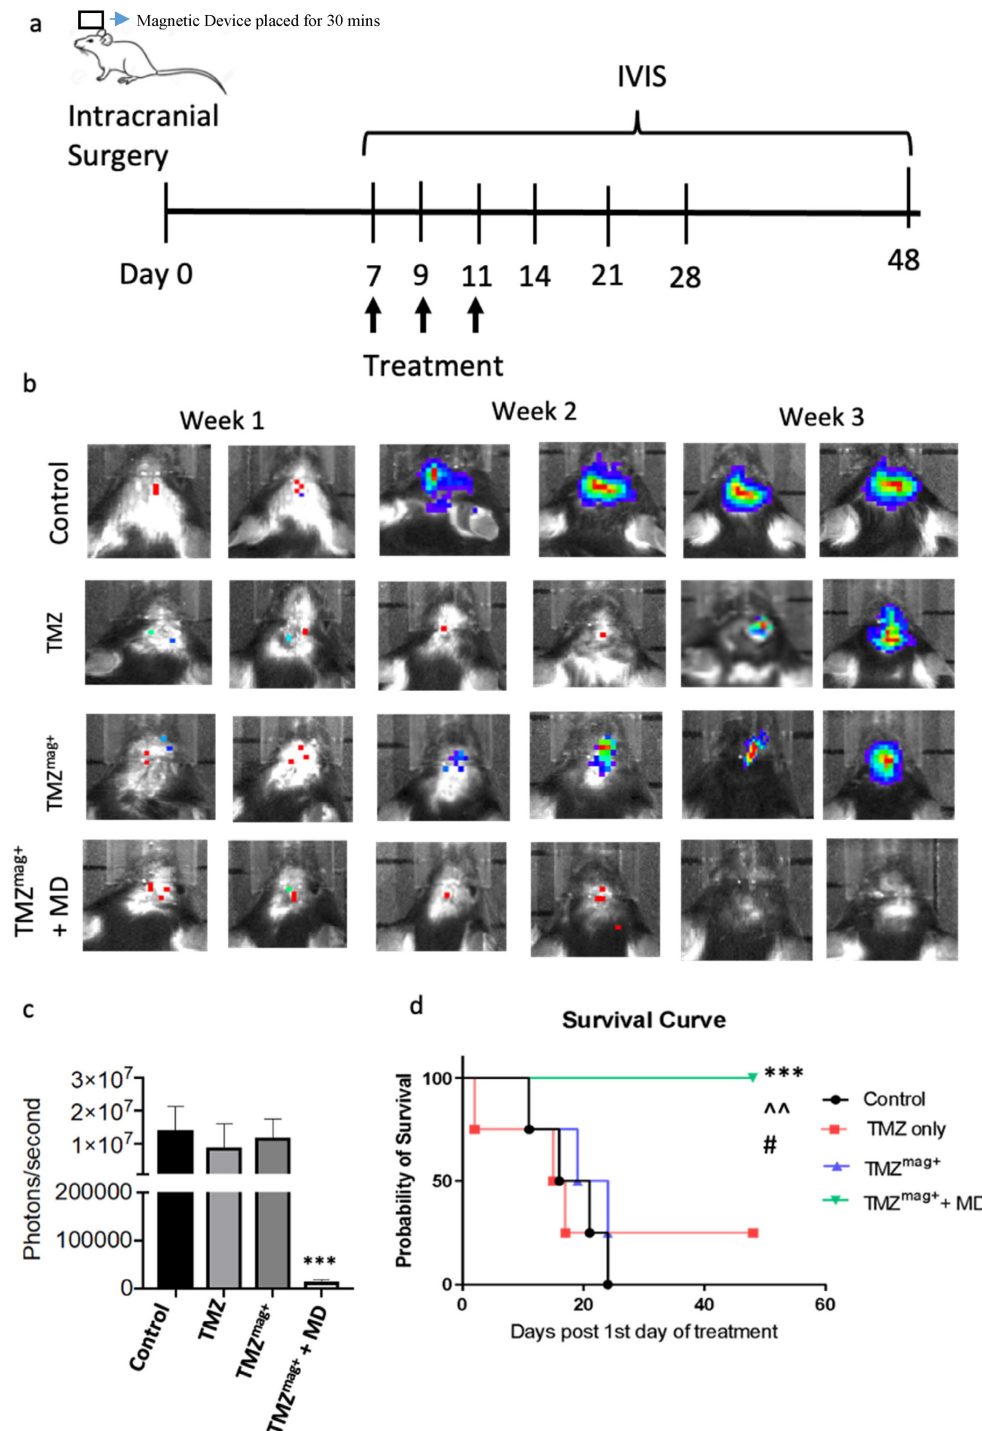 a
Magnetic Device placed for 30 mins
Intracranial
Surgery
IVIS
Day 0
7
9
11
14
21
28
48
Treatment
b
Week 1
Week 2
Week 3
Control
TMZ
TMZmag+
TMZmag+
+ MD
c
Photons/second
3×10⁷
2×10⁷
1×10⁷
200000
100000
0
***
Control
TMZ
TMZmag+
TMZmag+ + MD
d
Survival Curve
Probability of Survival
100
50
0
0
20
40
60
Days post 1st day of treatment
***
^^
#
Control
TMZ only
TMZmag+
TMZmag+ + MD